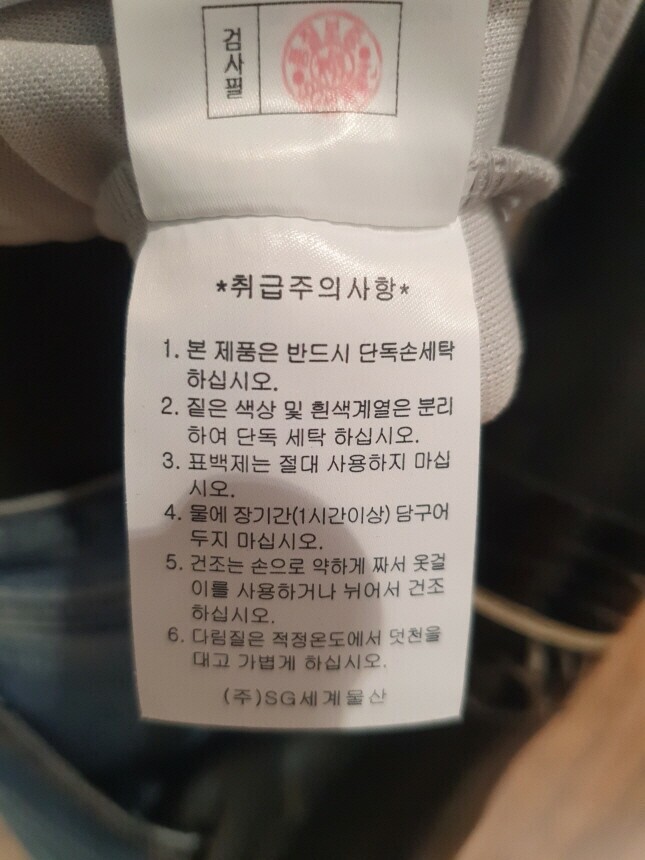 검사필
*취급주의사항*
1. 본 제품은 반드시 단독손세탁
하십시오.
2. 짙은 색상 및 흰색계열은 분리
하여 단독 세탁 하십시오.
3. 표백제는 절대 사용하지 마십
시오.
4. 물에 장기간(1시간이상) 담구어
두지 마십시오.
5. 건조는 손으로 약하게 짜서 옷걸
이를 사용하거나 뉘어서 건조
하십시오.
6. 다림질은 적정온도에서 덧천을
대고 가볍게 하십시오.
(주)SG세계물산